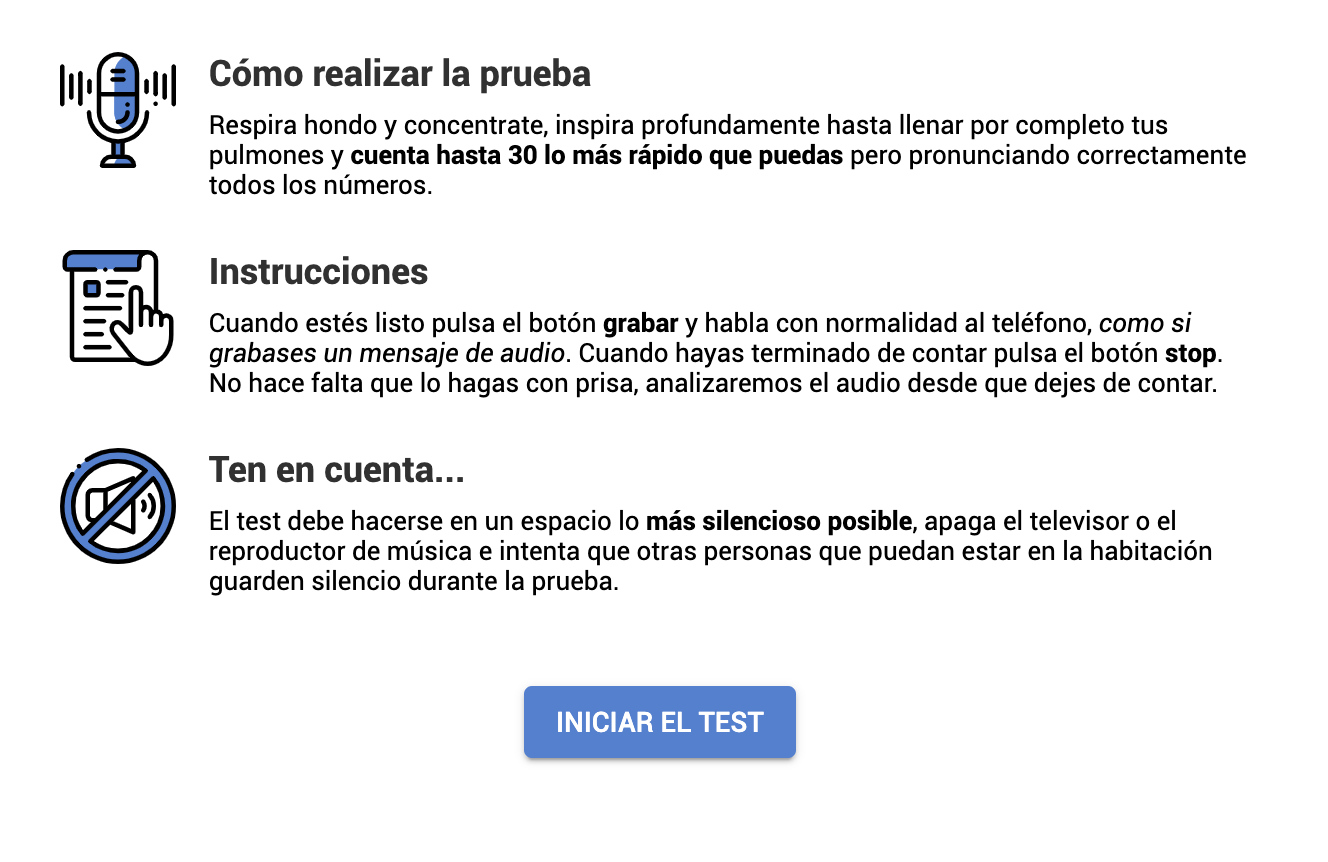 Cómo realizar la prueba
Respira hondo y concentrate, inspira profundamente hasta llenar por completo tus
pulmones y cuenta hasta 30 lo más rápido que puedas pero pronunciando correctamente
todos los números.
Instrucciones
Cuando estés listo pulsa el botón grabar y habla con normalidad al teléfono, como si
grabases un mensaje de audio. Cuando hayas terminado de contar pulsa el botón stop.
No hace falta que lo hagas con prisa, analizaremos el audio desde que dejes de contar.
Ten en cuenta...
El test debe hacerse en un espacio lo más silencioso posible, apaga el televisor o el
reproductor de música e intenta que otras personas que puedan estar en la habitación
guarden silencio durante la prueba.
INICIAR EL TEST